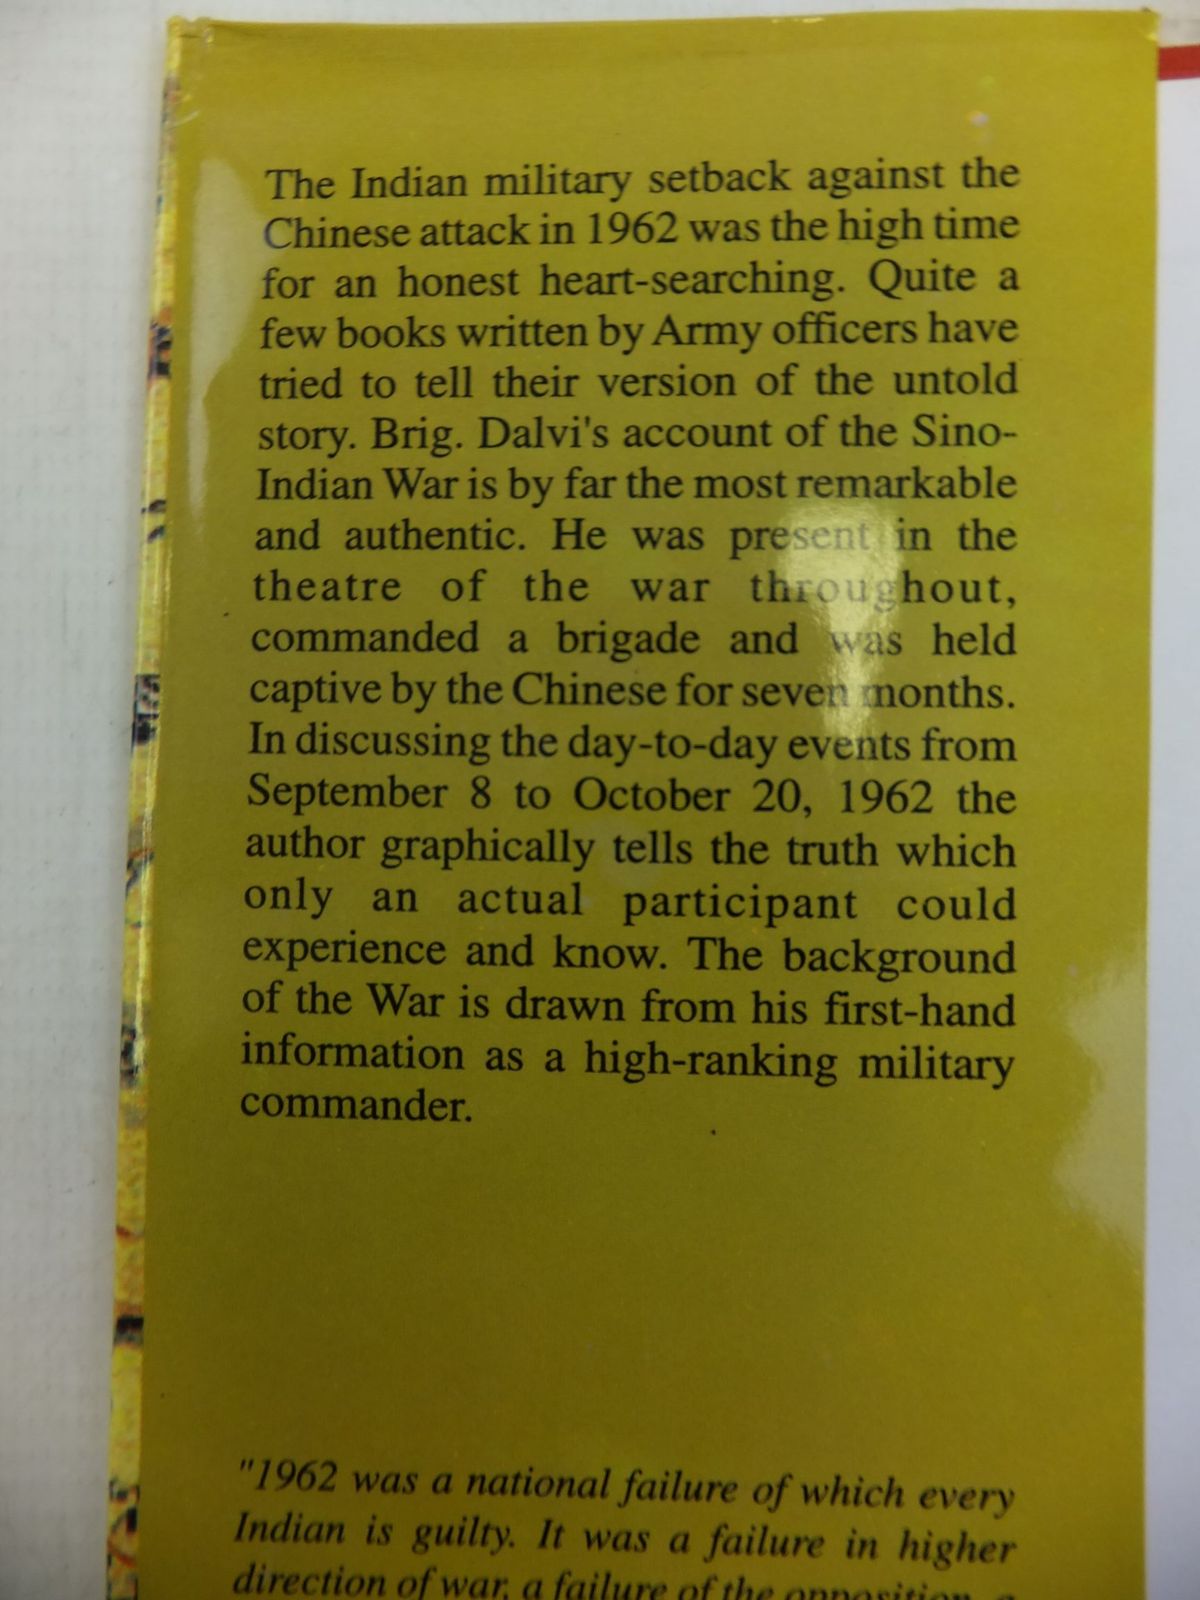 The Indian military setback against the
Chinese attack in 1962 was the high time
for an honest heart-searching. Quite a
few books written by Army officers have
tried to tell their version of the untold
story. Brig. Dalvi's account of the Sino-
Indian War is by far the most remarkable
and authentic. He was present in the
theatre of the war throughout,
commanded a brigade and was held
captive by the Chinese for seven months.
In discussing the day-to-day events from
September 8 to October 20, 1962 the
author graphically tells the truth which
only an actual participant could
experience and know. The background
of the War is drawn from his first-hand
information as a high-ranking military
commander.
"1962 was a national failure of which every
Indian is guilty. It was a failure in higher
direction of war, a failure of the opposition, a